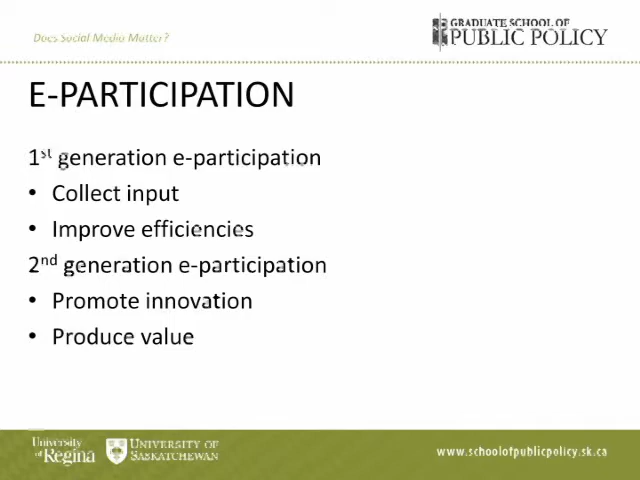 Does Social Media Matter?
GRADUATE SCHOOL OF
PUBLIC POLICY
E-PARTICIPATION
1st generation e-participation
• Collect input
• Improve efficiencies
2nd generation e-participation
• Promote innovation
• Produce value
University
of Regina
UNIVERSITY OF
SASKATCHEWAN
www.schoolofpublicpolicy.sk.ca